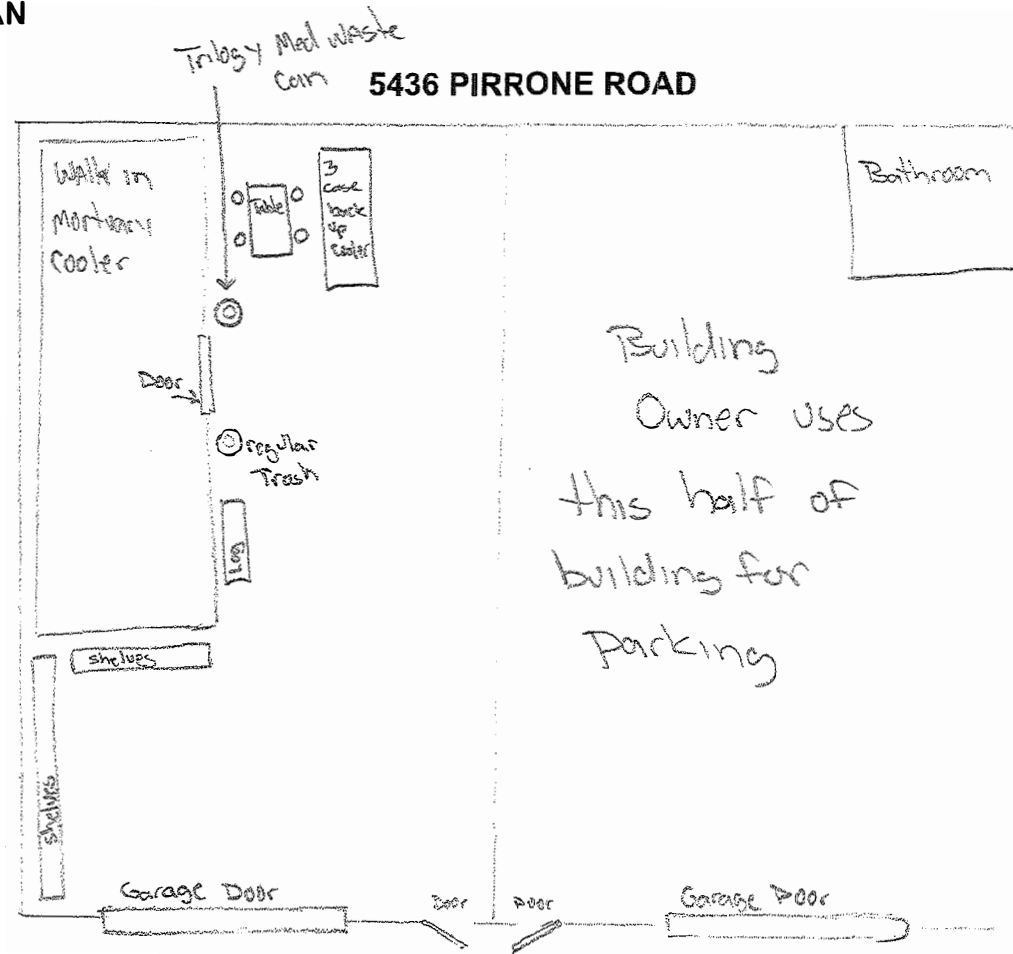 AN
Trilogy Med Waste
Can
5436 PIRRONE ROAD
Walk in
Mortuary
Cooler
Table
3
case
back
up
cooler
Bathroom
Door
regular
Trash
Log
Building
Owner uses
this half of
building for
Parking
shelves
shelves
Garage Door
Door
Door
Garage Door